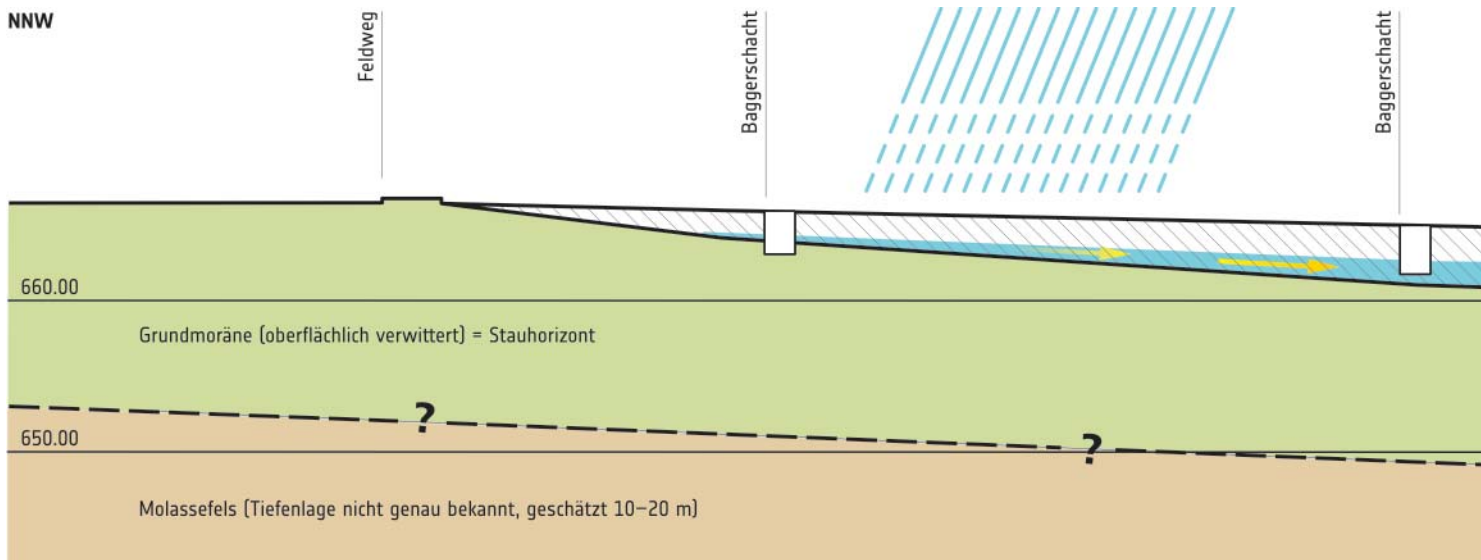 NNW
Feldweg
Baggerschacht
Baggerschacht
660.00
Grundmoräne (oberflächlich verwittert) = Stauhorizont
?
650.00
?
Molassefels (Tiefenlage nicht genau bekannt, geschätzt 10–20 m)